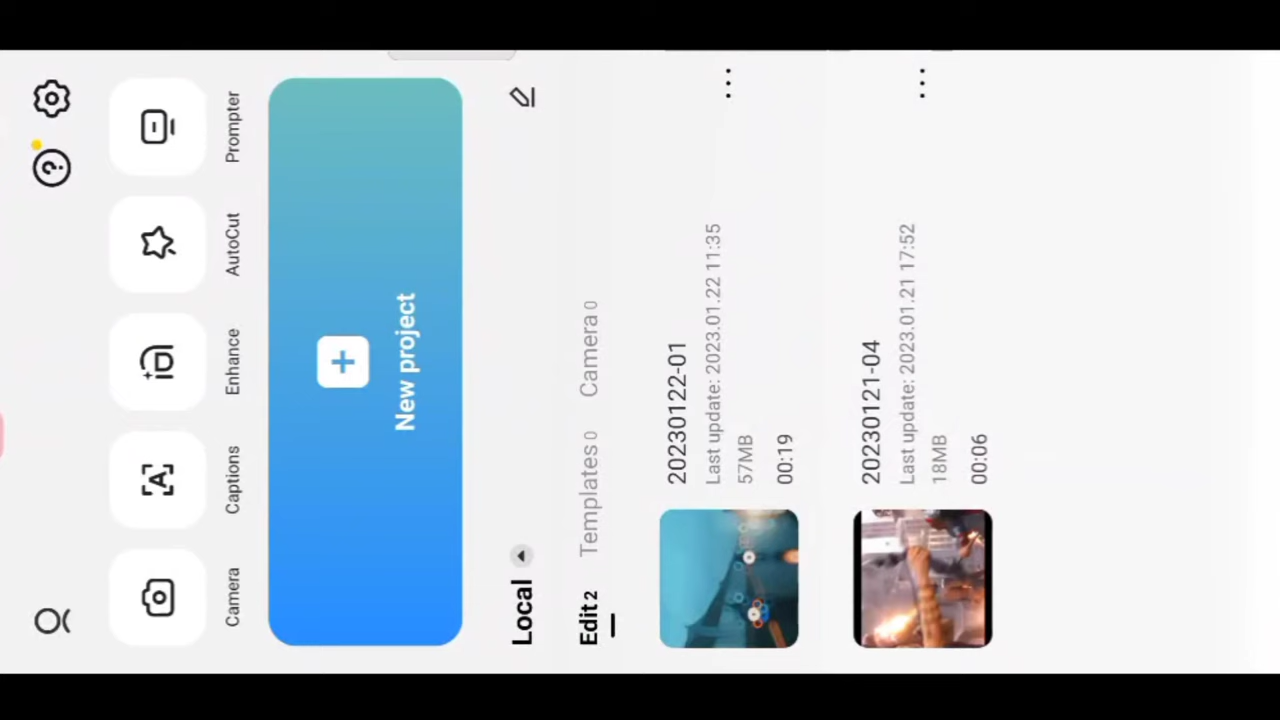 Camera
Captions
Enhance
AutoCut
Prompter
New project
Local
Edit 2
Templates 0
Camera 0
20230122-01
Last update: 2023.01.22 11:35
57MB
00:19
20230121-04
Last update: 2023.01.21 17:52
18MB
00:06